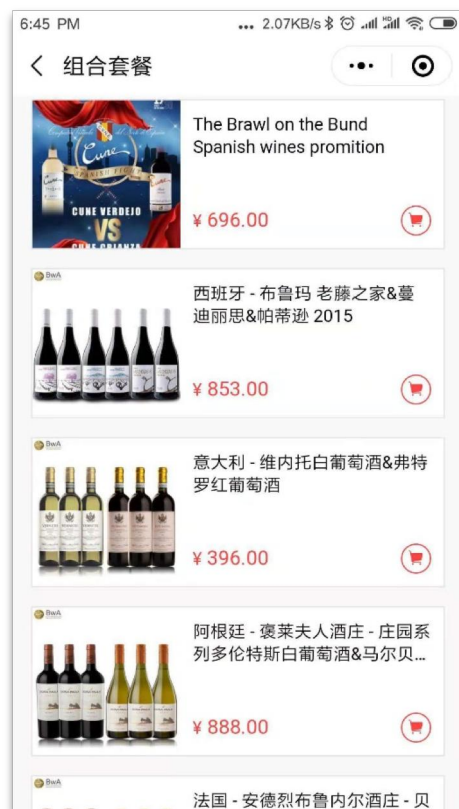 6:45 PM
... 2.07KB/s
组合套餐
Cune
SPANISH FIGHT
CUNE VERDEJO
VS
CUNE CRIANZA
The Brawl on the Bund
Spanish wines promition
¥ 696.00
BWA
西班牙 - 布鲁玛 老藤之家&蔓
迪丽思&帕蒂逊 2015
¥ 853.00
BWA
意大利 - 维内托白葡萄酒&弗特
罗红葡萄酒
¥ 396.00
BWA
阿根廷 - 褒莱夫人酒庄 - 庄园系
列多伦特斯白葡萄酒&马尔贝...
¥ 888.00
BWA
法国 - 安德烈布鲁内尔酒庄 - 贝